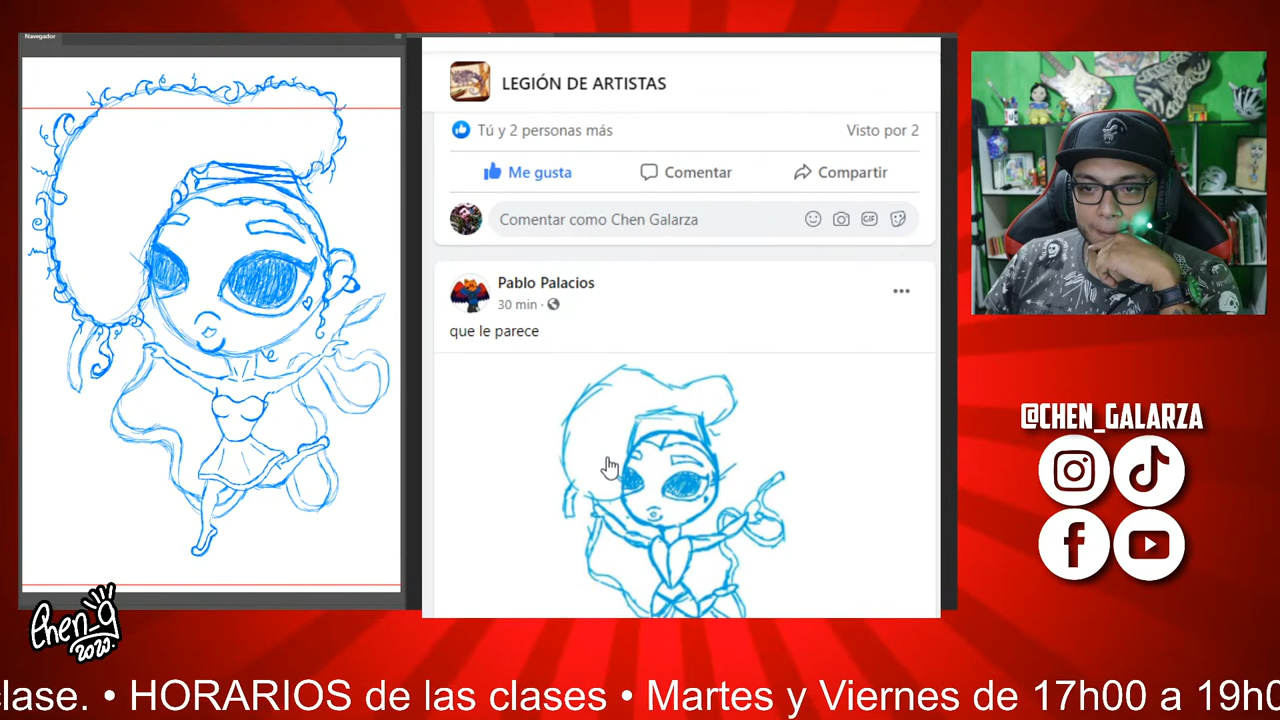 Navegador
LEGIÓN DE ARTISTAS
Tú y 2 personas más
Visto por 2
Me gusta
Comentar
Compartir
Comentar como Chen Galarza
GIF
Pablo Palacios
30 min ·
que le parece
@CHEN_GALARZA
Chen_g
2020.
clase. • HORARIOS de las clases • Martes y Viernes de 17h00 a 19h0